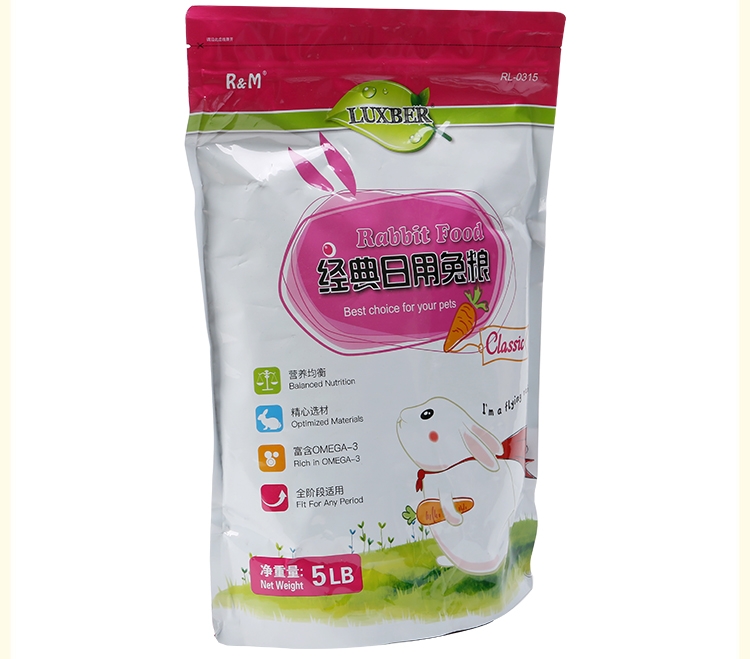 R&M®
RL-0315
LUXBER
Rabbit Food
经典日用兔粮
Best choice for your pets
Classic
营养均衡
Balanced Nutrition
精心选材
Optimized Materials
I'm a flying
富含OMEGA-3
Rich in OMEGA-3
全阶段适用
Fit For Any Period
净重量:
Net Weight
5LB